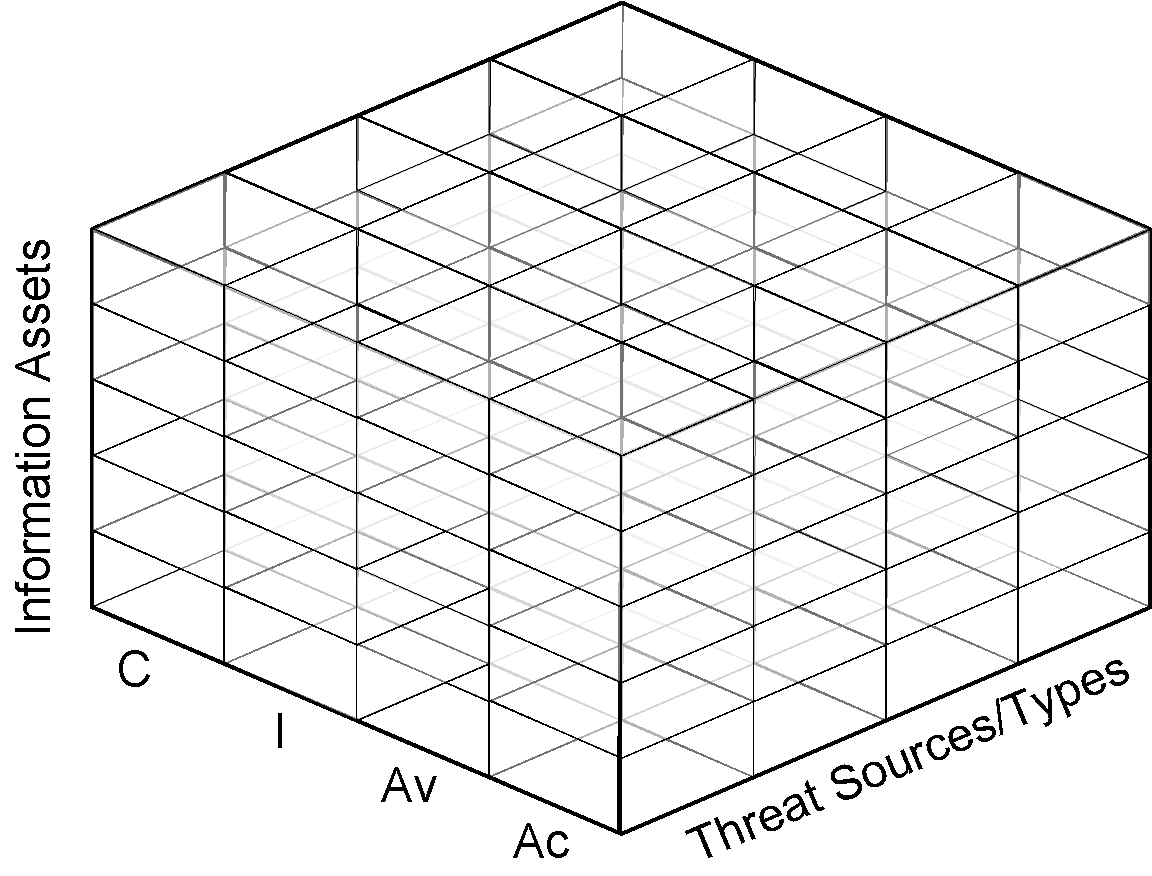 Information Assets
C
I
Av
Ac
Threat Sources/Types